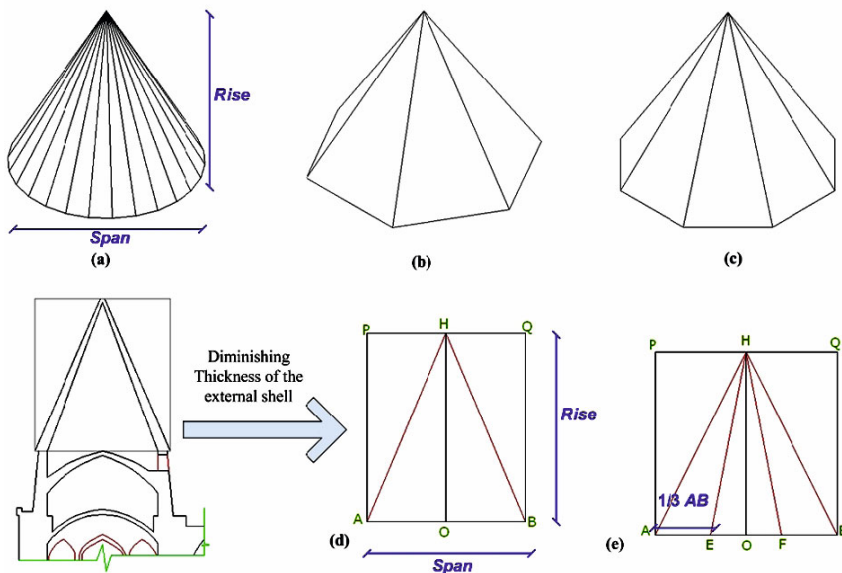 Rise
Span
(a)
(b)
(c)
Diminishing
Thickness of the
external shell
P H Q
Rise
A O B
(d)
Span
P H Q
1/3 AB
A E O F B
(e)